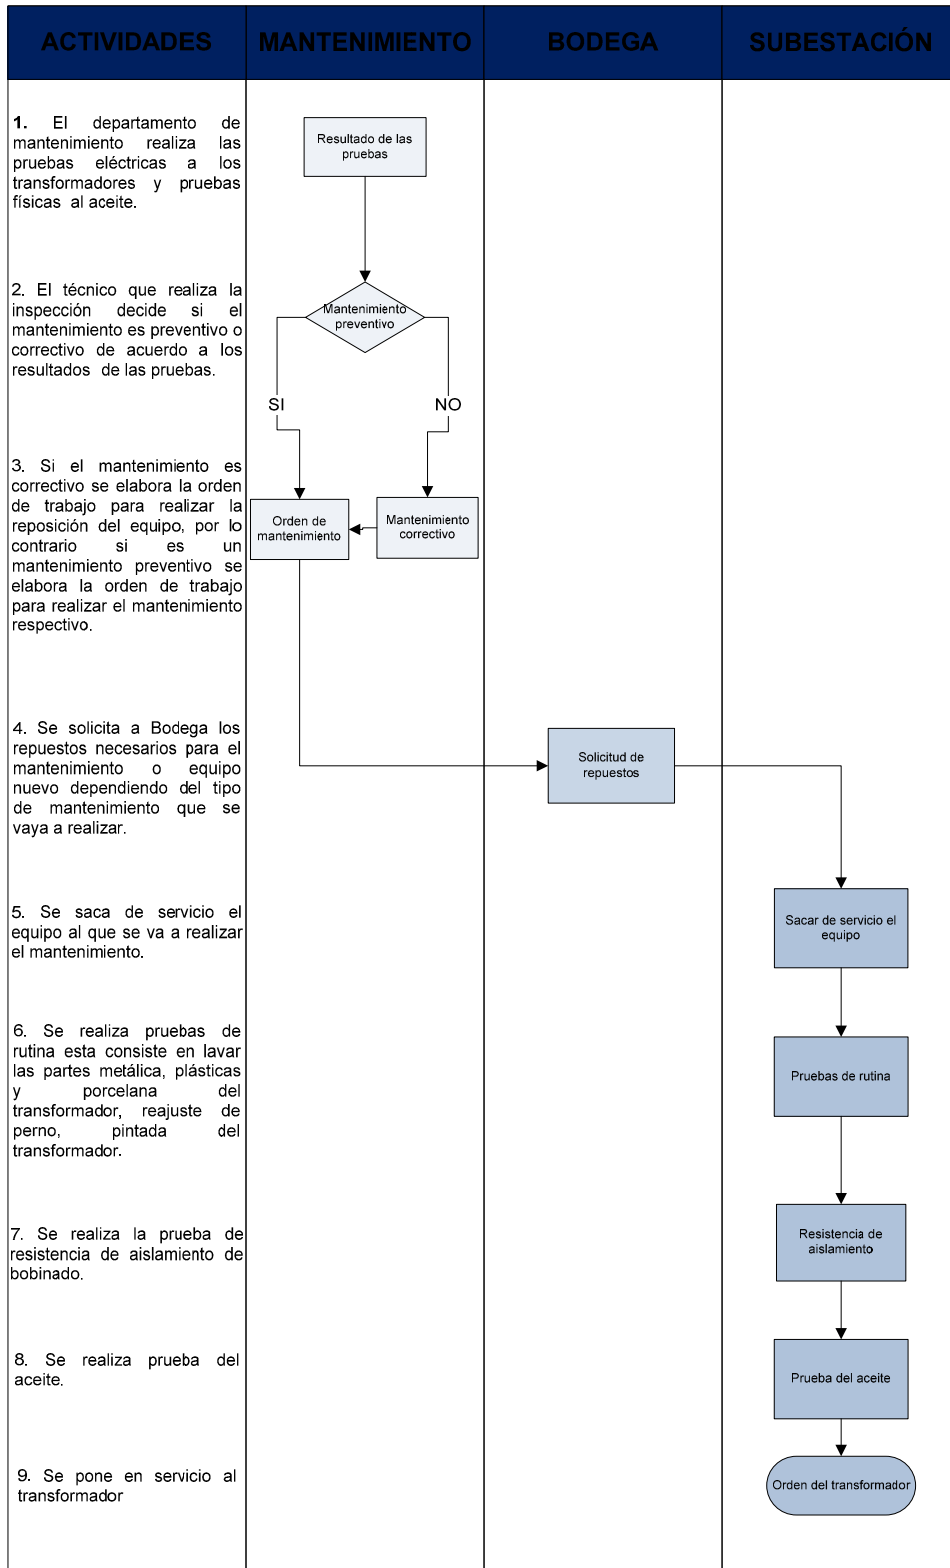 ACTIVIDADES
MANTENIMIENTO
BODEGA
SUBESTACIÓN
1. El departamento de
mantenimiento realiza las
pruebas eléctricas a los
transformadores y pruebas
físicas al aceite.
Resultado de las
pruebas
2. El técnico que realiza la
inspección decide si el
mantenimiento es preventivo o
correctivo de acuerdo a los
resultados de las pruebas.
Mantenimiento
preventivo
SI
NO
3. Si el mantenimiento es
correctivo se elabora la orden
de trabajo para realizar la
reposición del equipo, por lo
contrario si es un
mantenimiento preventivo se
elabora la orden de trabajo
para realizar el mantenimiento
respectivo.
Orden de
mantenimiento
Mantenimiento
correctivo
4. Se solicita a Bodega los
repuestos necesarios para el
mantenimiento o equipo
nuevo dependiendo del tipo
de mantenimiento que se
vaya a realizar.
Solicitud de
repuestos
5. Se saca de servicio el
equipo al que se va a realizar
el mantenimiento.
Sacar de servicio el
equipo
6. Se realiza pruebas de
rutina esta consiste en lavar
las partes metálica, plásticas
y porcelana del
transformador, reajuste de
perno, pintada del
transformador.
Pruebas de rutina
7. Se realiza la prueba de
resistencia de aislamiento de
bobinado.
Resistencia de
aislamiento
8. Se realiza prueba del
aceite.
Prueba del aceite
9. Se pone en servicio al
transformador
Orden del transformador